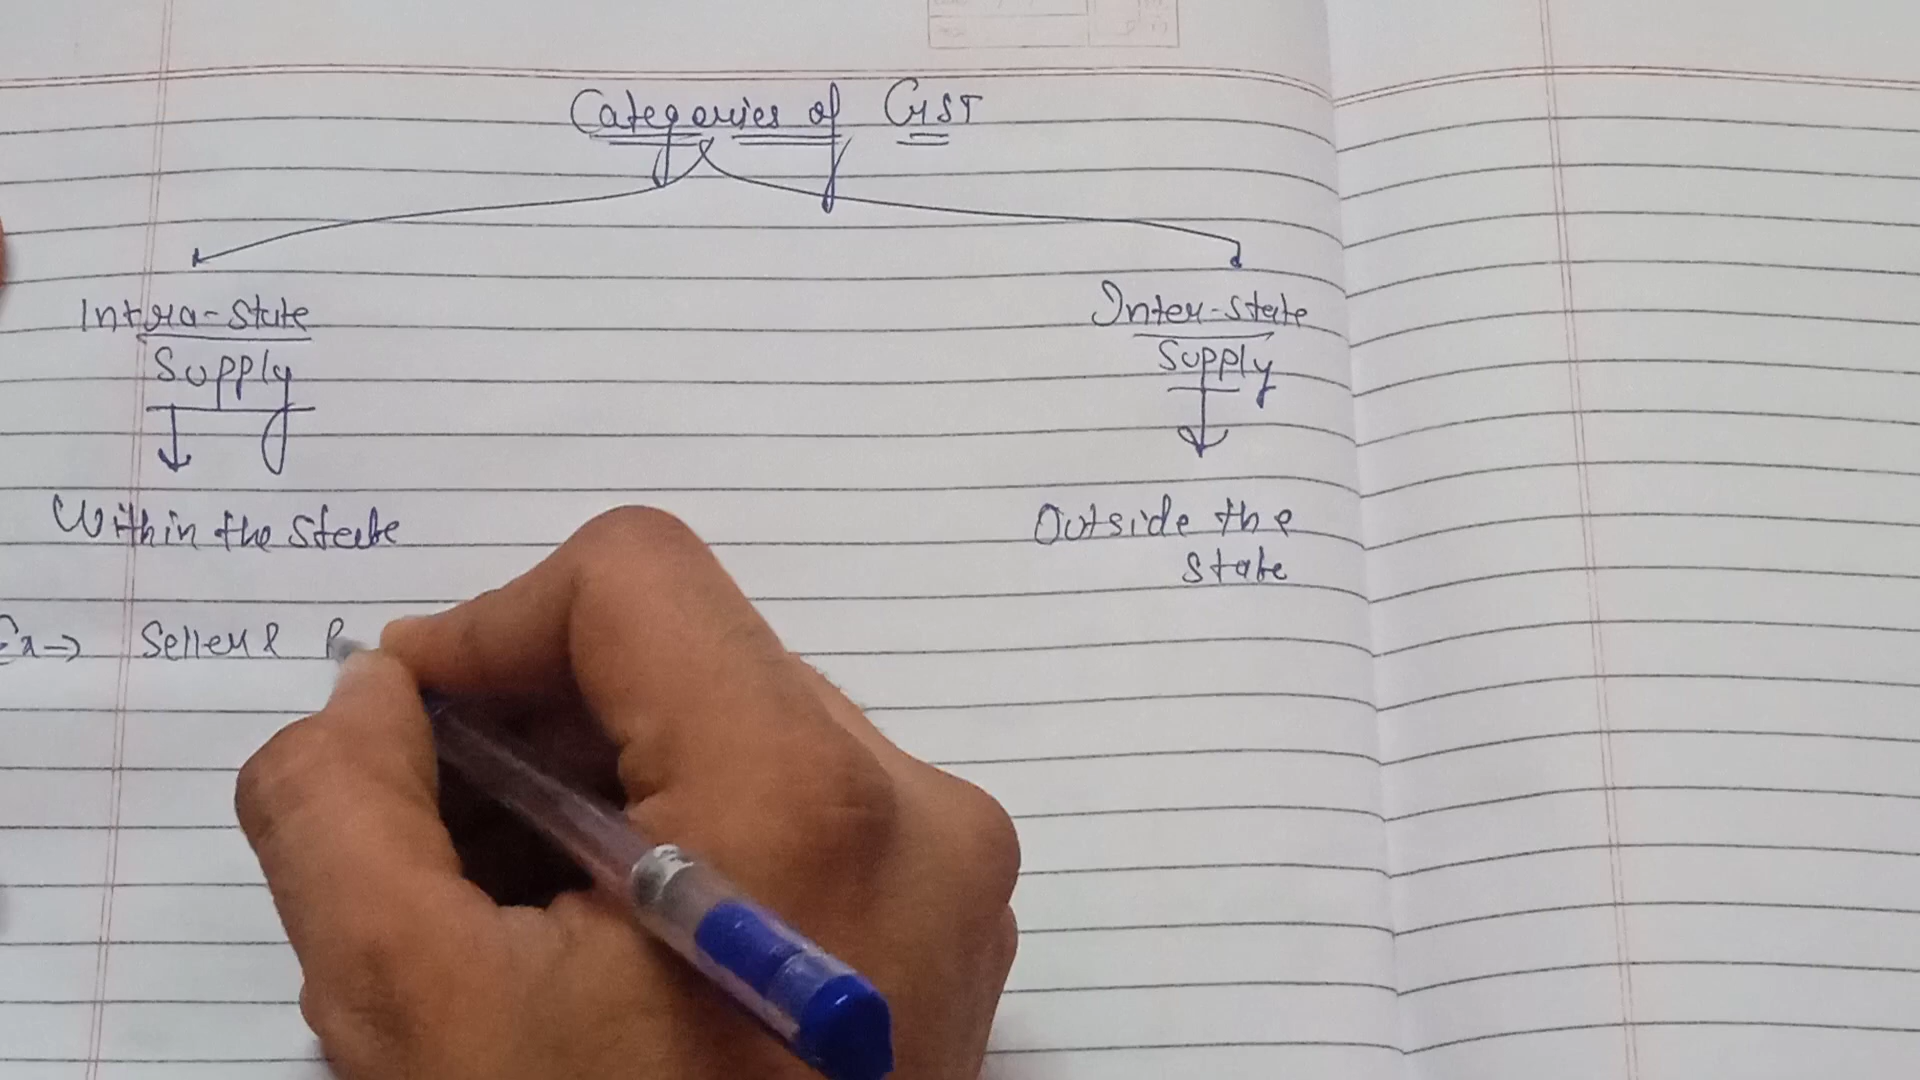 Categories of GST
Intra-State
Supply
Within the State
Inter-State
Supply
Outside the
State
Ex→ Seller &